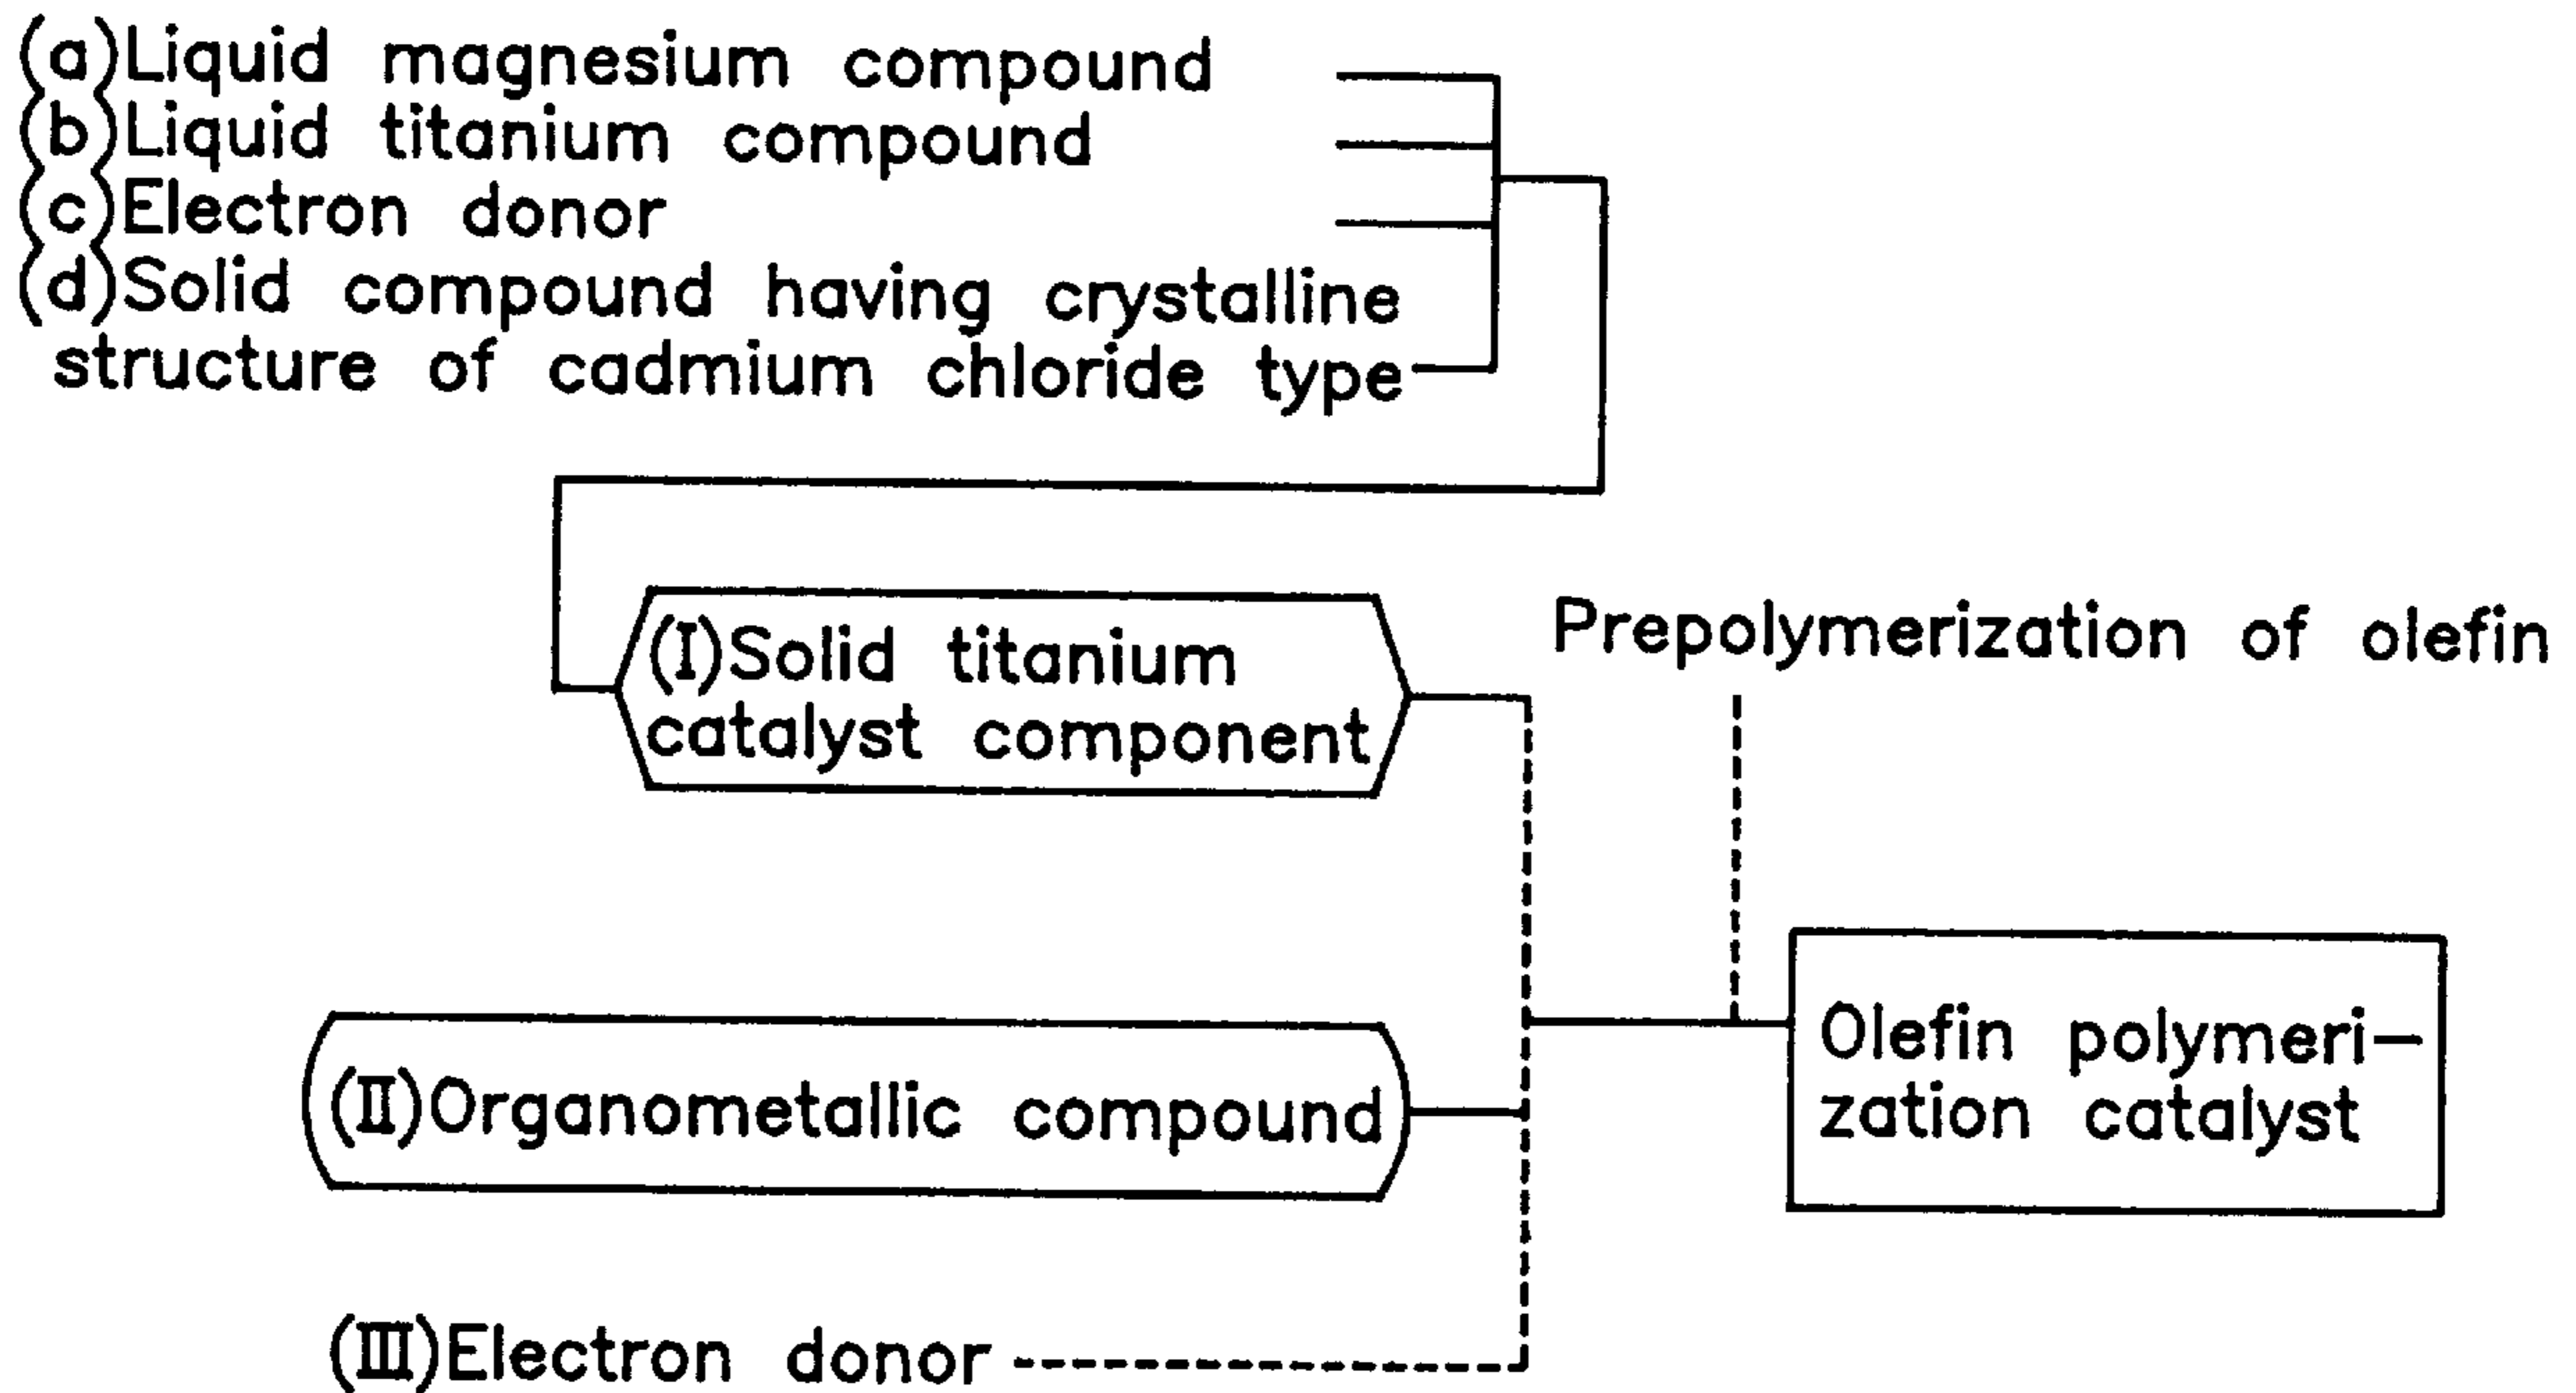 (a)Liquid magnesium compound
(b)Liquid titanium compound
(c)Electron donor
(d)Solid compound having crystalline
structure of cadmium chloride type
(I)Solid titanium
catalyst component
Prepolymerization of olefin
(II)Organometallic compound
Olefin polymeri-
zation catalyst
(III)Electron donor